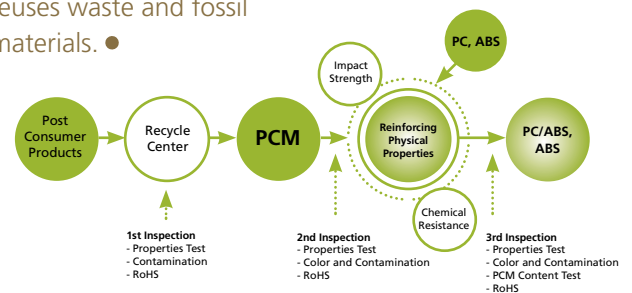 euses waste and fossil
materials. ●
PC, ABS
Impact
Strength
Post
Consumer
Products
Recycle
Center
PCM
Reinforcing
Physical
Properties
PC/ABS,
ABS
Chemical
Resistance
1st Inspection
- Properties Test
- Contamination
- RoHS
2nd Inspection
- Properties Test
- Color and Contamination
- RoHS
3rd Inspection
- Properties Test
- Color and Contamination
- PCM Content Test
- RoHS